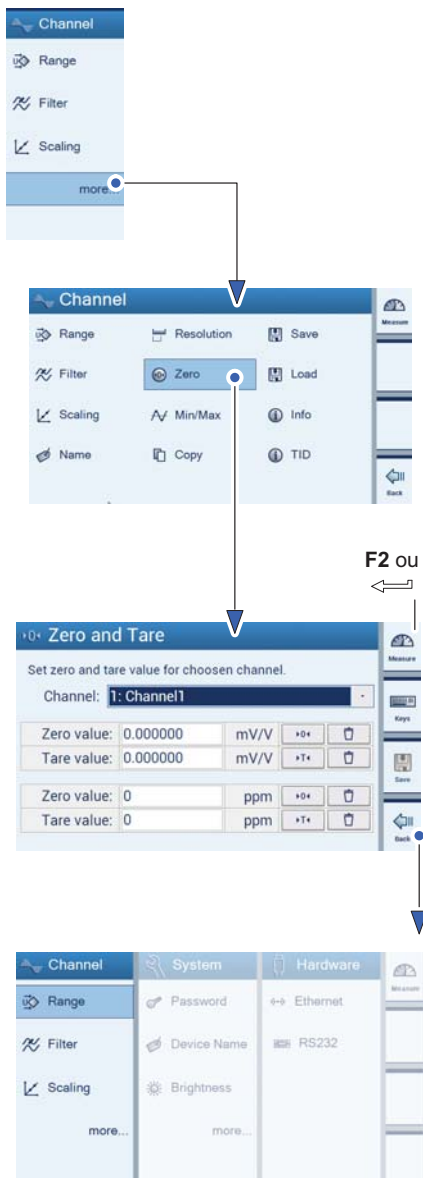 Channel
Range
Filter
Scaling
more...
Channel
Measure
Range Resolution Save
Filter Zero Load
Scaling Min/Max Info
Name Copy TID
Back
F2 ou
Zero and Tare
Measure
Set zero and tare value for choosen channel.
Channel: 1: Channel1
Keys
Zero value: 0.000000 mV/V ▸0◂
Tare value: 0.000000 mV/V ▸T◂
Save
Zero value: 0 ppm ▸0◂
Tare value: 0 ppm ▸T◂
Back
Channel System Hardware
Measure
Range Password Ethernet
Filter Device Name RS232
Scaling Brightness
more... more...